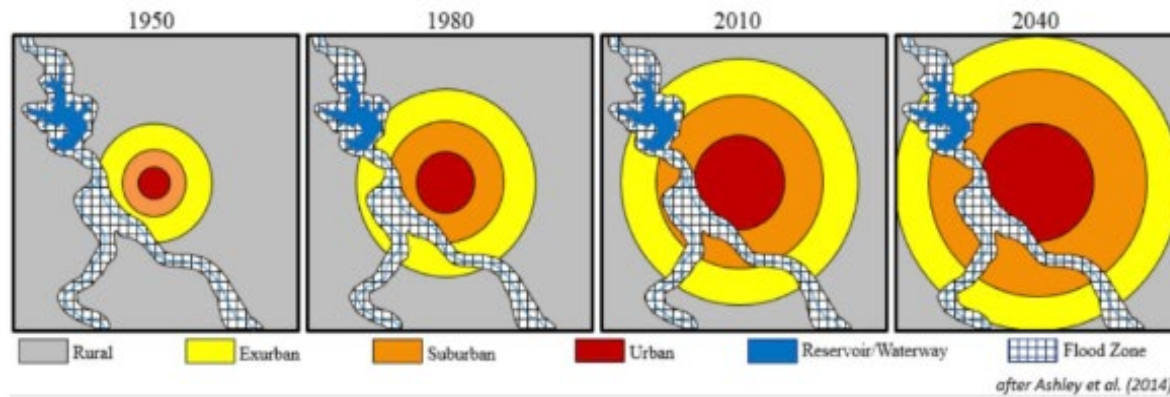 1950 1980 2010 2040
Rural Exurban Suburban Urban Reservoir/Waterway Flood Zone
after Ashley et al. (2014)